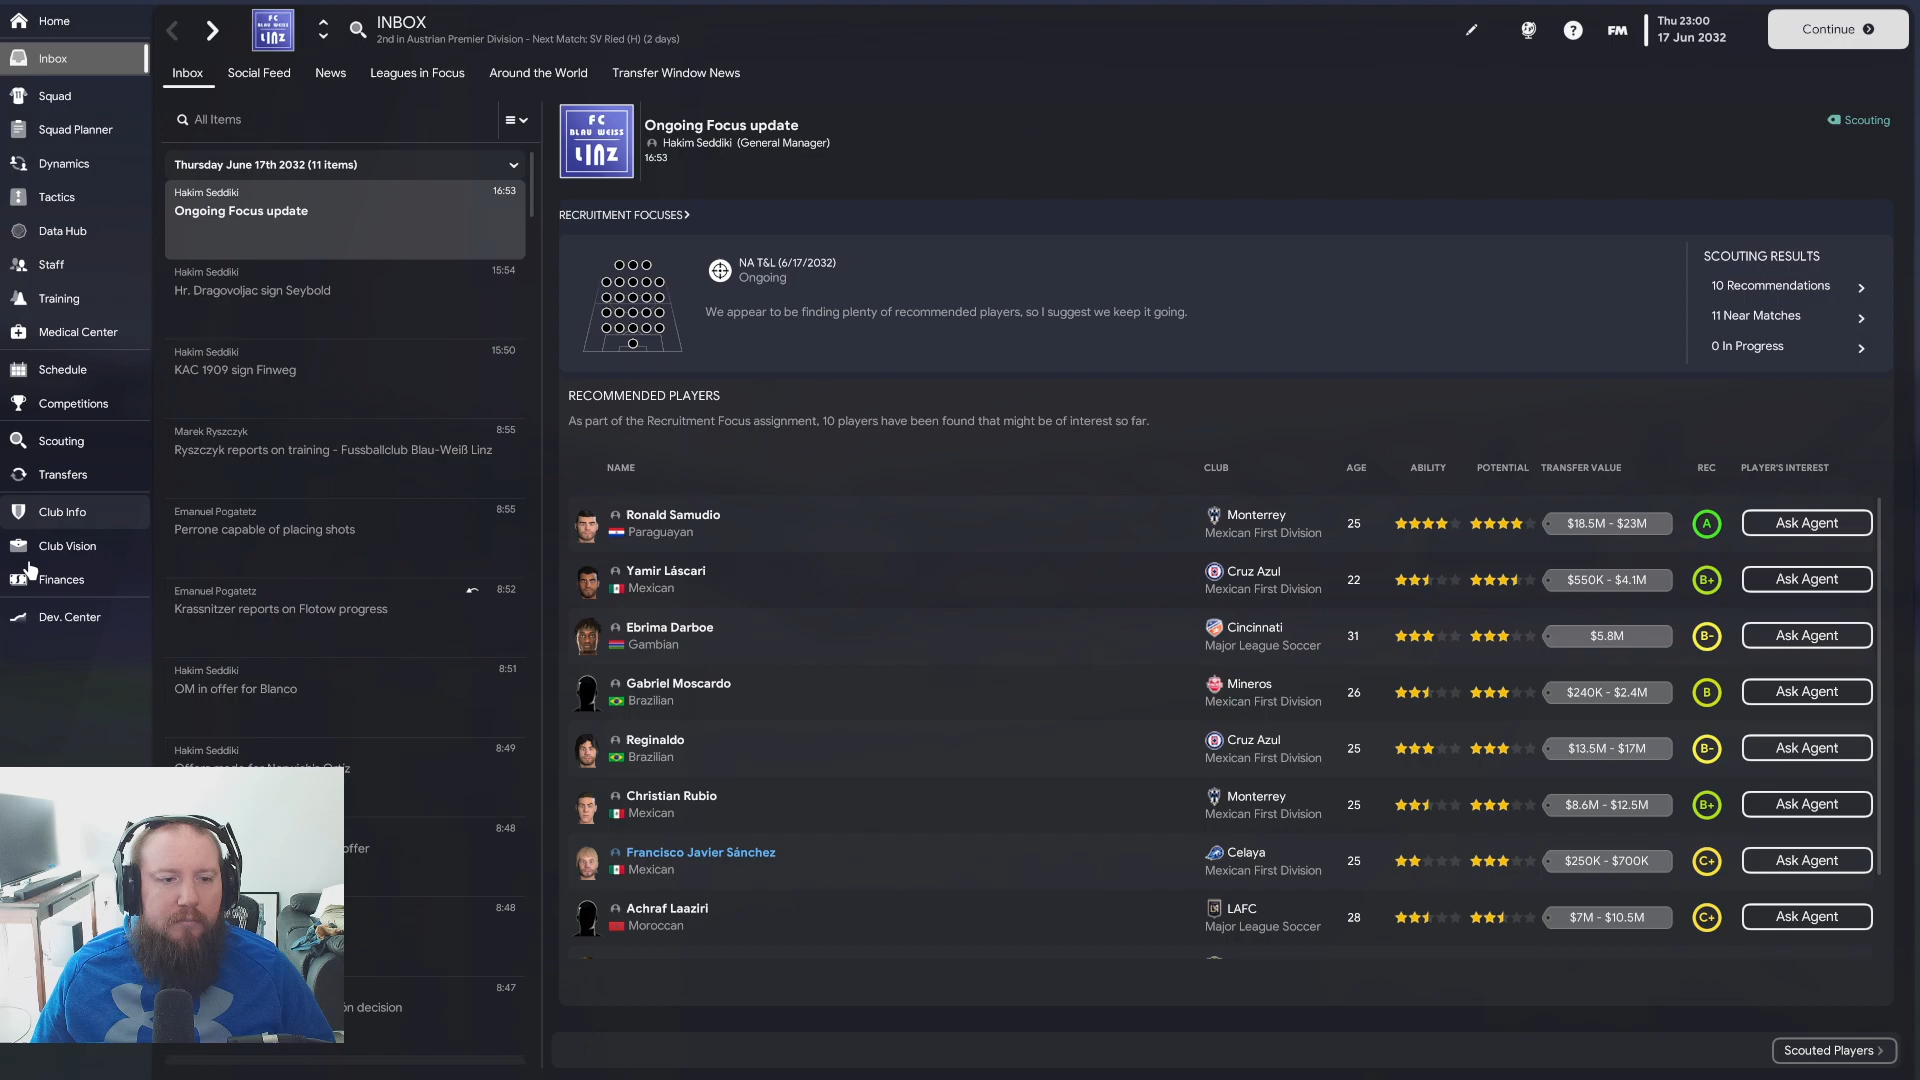 Home
Inbox
Squad
Squad Planner
Dynamics
Tactics
Data Hub
Staff
Training
Medical Center
Schedule
Competitions
Scouting
Transfers
Club Info
Club Vision
Finances
Dev. Center
FC BLAU WEISS LINZ
INBOX
2nd in Austrian Premier Division - Next Match: SV Ried (H) (2 days)
FM
Thu 23:00
17 Jun 2032
Continue
Inbox Social Feed News Leagues in Focus Around the World Transfer Window News
All Items
Thursday June 17th 2032 (11 items)
Hakim Seddiki 16:53
Ongoing Focus update
Hakim Seddiki 15:54
Hr. Dragovoljac sign Seybold
Hakim Seddiki 15:50
KAC 1909 sign Finweg
Marek Ryszczyk 8:55
Ryszczyk reports on training - Fussballclub Blau-Weiß Linz
Emanuel Pogatetz 8:55
Perrone capable of placing shots
Emanuel Pogatetz 8:52
Krassnitzer reports on Flotow progress
Hakim Seddiki 8:51
OM in offer for Blanco
Hakim Seddiki 8:49
8:48
offer
8:48
8:47
decision
FC
BLAU WEISS
LINZ
Ongoing Focus update
Hakim Seddiki (General Manager)
16:53
Scouting
RECRUITMENT FOCUSES
NA T&L (6/17/2032)
Ongoing
We appear to be finding plenty of recommended players, so I suggest we keep it going.
SCOUTING RESULTS
10 Recommendations
11 Near Matches
0 In Progress
RECOMMENDED PLAYERS
As part of the Recruitment Focus assignment, 10 players have been found that might be of interest so far.
NAME CLUB AGE ABILITY POTENTIAL TRANSFER VALUE REC PLAYER'S INTEREST
Ronald Samudio Monterrey 25 $18.5M - $23M A Ask Agent
Paraguayan Mexican First Division
Yamir Láscari Cruz Azul 22 $550K - $4.1M B+ Ask Agent
Mexican Mexican First Division
Ebrima Darboe Cincinnati 31 $5.8M B- Ask Agent
Gambian Major League Soccer
Gabriel Moscardo Mineros 26 $240K - $2.4M B Ask Agent
Brazilian Mexican First Division
Reginaldo Cruz Azul 25 $13.5M - $17M B- Ask Agent
Brazilian Mexican First Division
Christian Rubio Monterrey 25 $8.6M - $12.5M B+ Ask Agent
Mexican Mexican First Division
Francisco Javier Sánchez Celaya 25 $250K - $700K C+ Ask Agent
Mexican Mexican First Division
Achraf Laaziri LAFC 28 $7M - $10.5M C+ Ask Agent
Moroccan Major League Soccer
Scouted Players